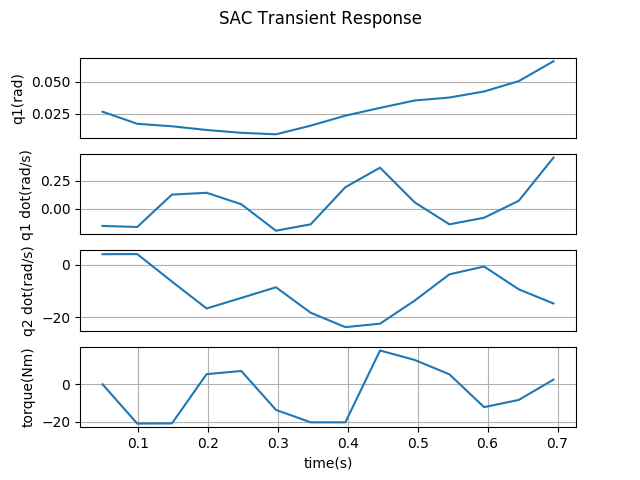 SAC Transient Response
q1(rad)
0.050
0.025
q1 dot(rad/s)
0.25
0.00
q2 dot(rad/s)
0
−20
torque(Nm)
0
−20
0.1 0.2 0.3 0.4 0.5 0.6 0.7
time(s)